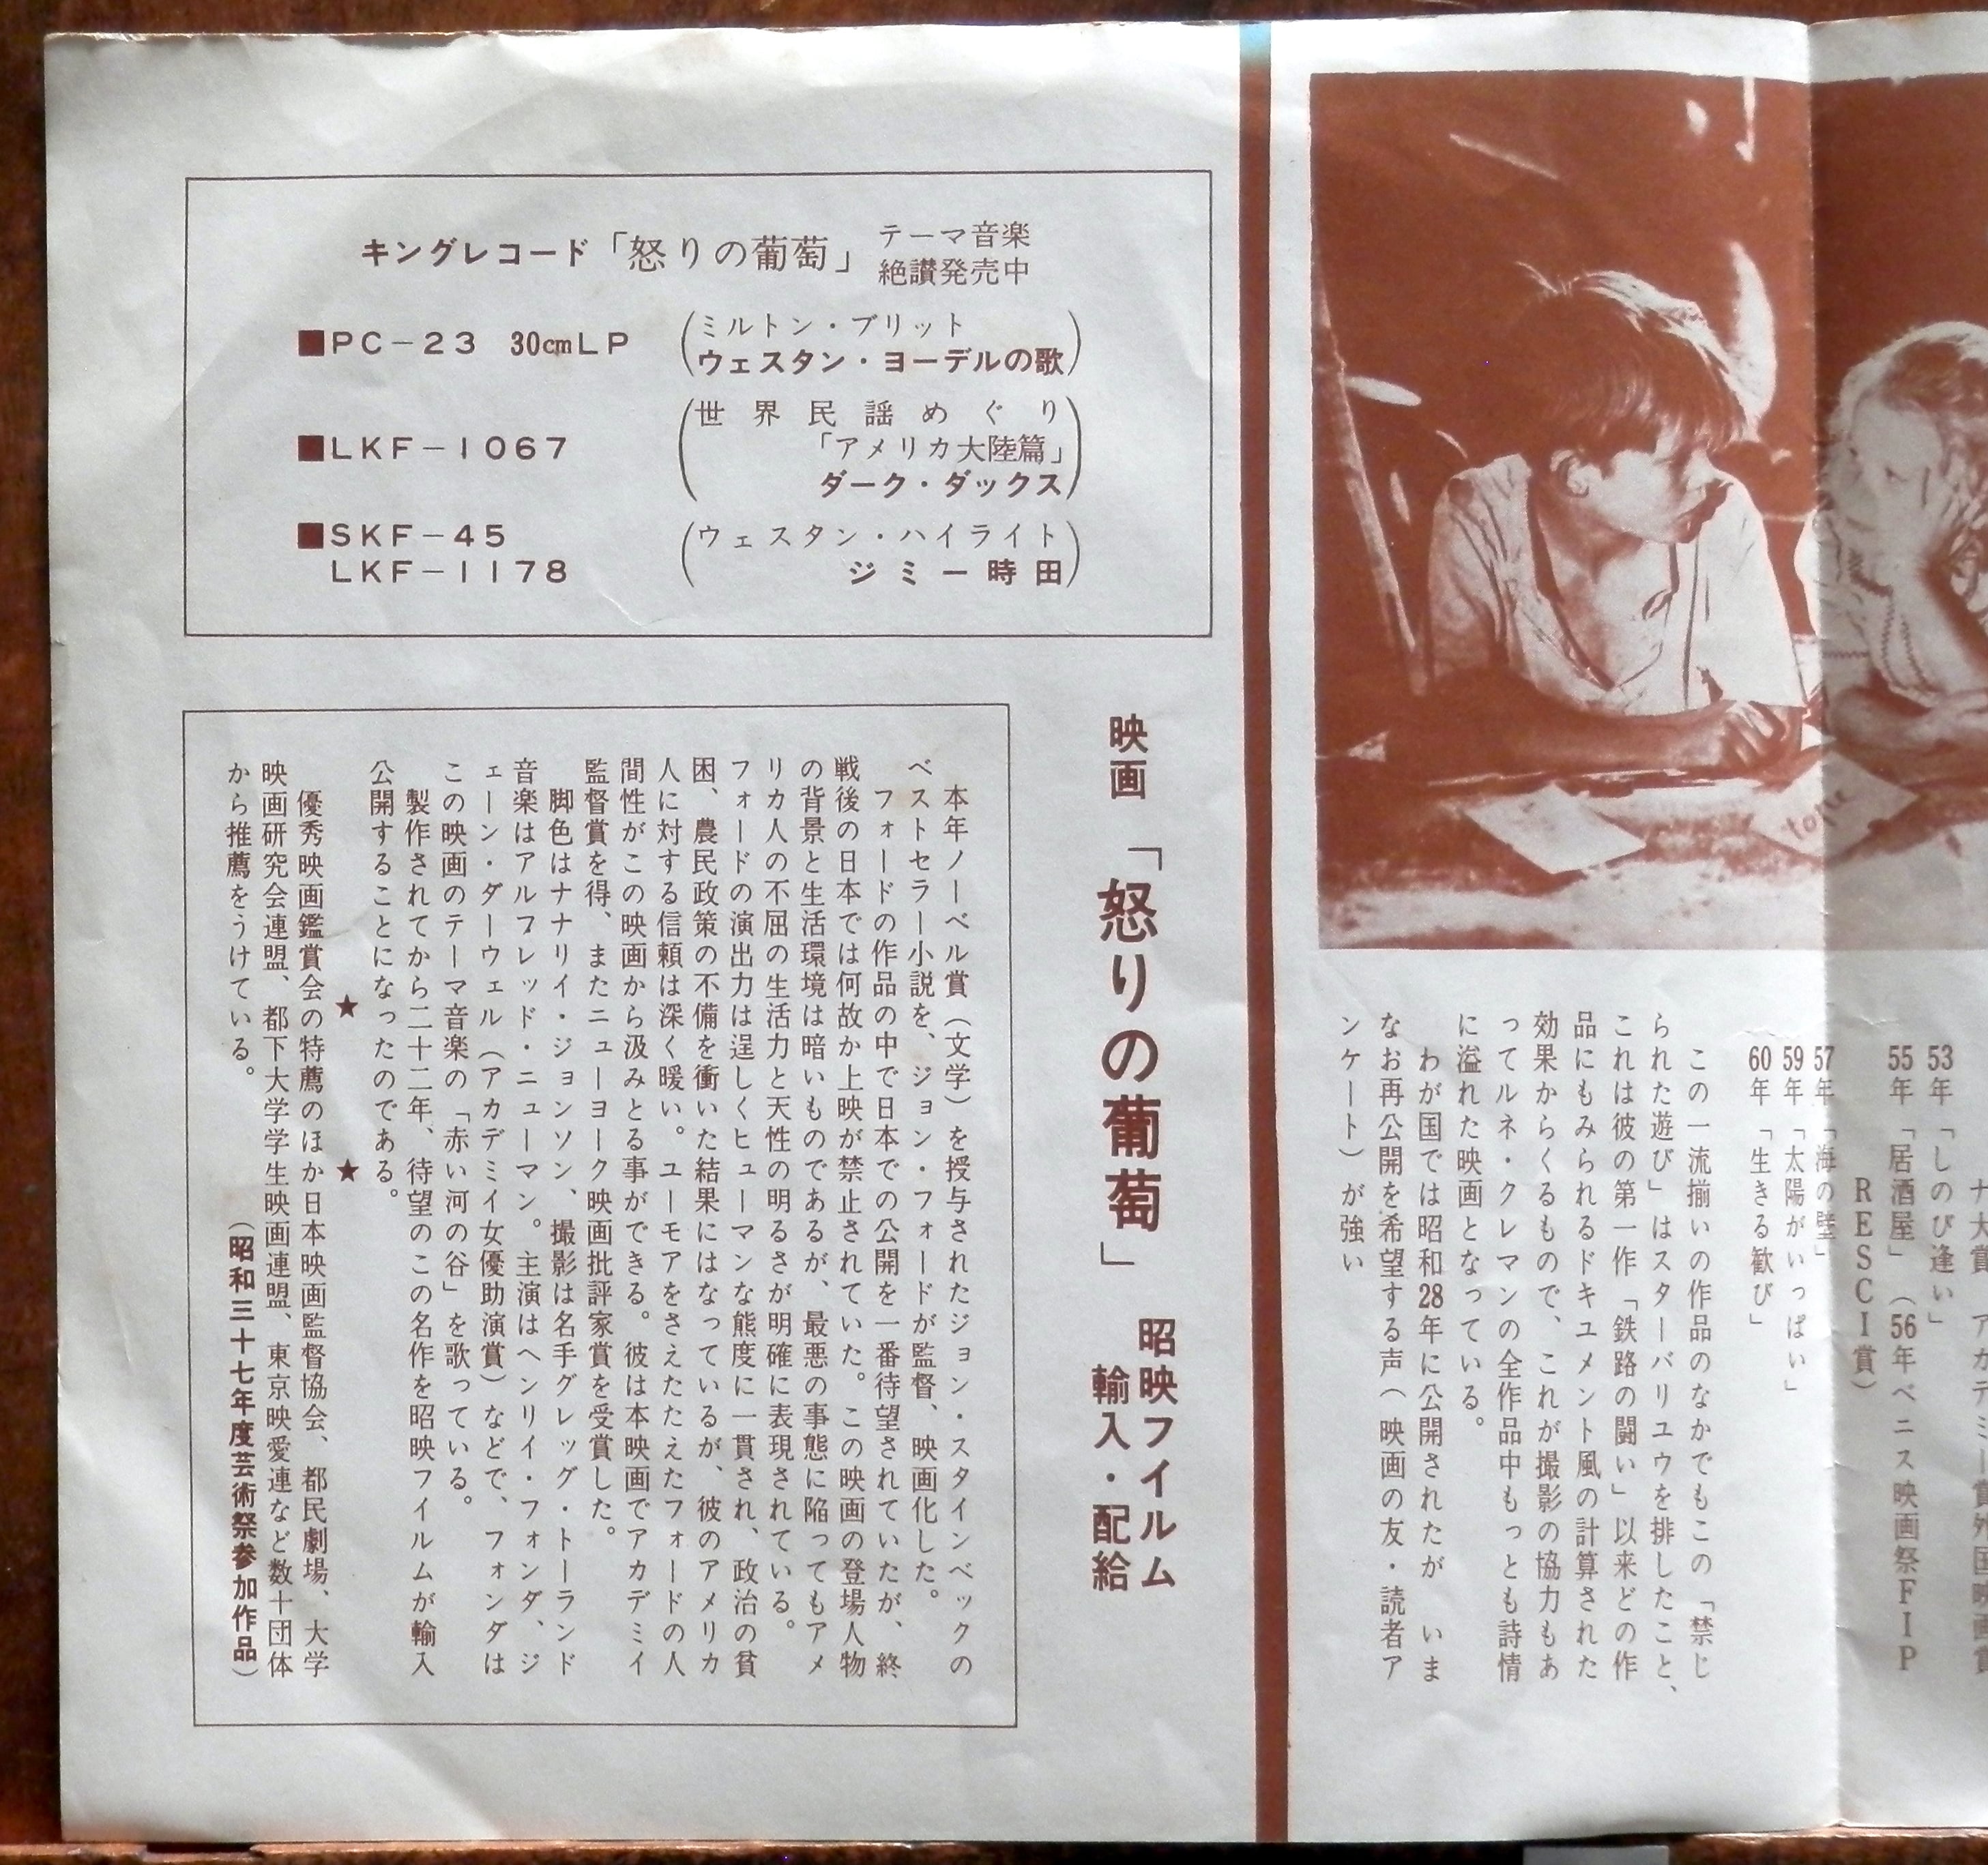 キングレコード「怒りの葡萄」テーマ音楽
絶讃発売中
■PC-23 30cmLP
(ミルトン・ブリット
ウェスタン・ヨーデルの歌)
■LKF-1067
(世界民謡めぐり
「アメリカ大陸篇」
ダーク・ダックス)
■SKF-45
LKF-1178
(ウェスタン・ハイライト
ジミー時田)
53年「しのび逢い」
55年「居酒屋」(56年ベニス映画祭FIP
RESCI賞)
57年「海の壁」
59年「太陽がいっぱい」
60年「生きる歓び」
この一流揃いの作品のなかでもこの「禁じ
られた遊び」はスターバリユウを排したこと、
これは彼の第一作「鉄路の闘い」以来どの作
品にもみられるドキユメント風の計算された
効果からくるもので、これが撮影の協力もあ
ってルネ・クレマンの全作品中もっとも詩情
に溢れた映画となっている。
わが国では昭和28年に公開されたが いま
なお再公開を希望する声(映画の友・読者ア
ンケート)が強い
映画「怒りの葡萄」
昭映フイルム
輸入・配給
本年ノーベル賞(文学)を授与されたジョン・スタインベックの
ベストセラー小説を、ジョン・フォードが監督、映画化した。
フォードの作品の中で日本での公開を一番待望されていたが、終
戦後の日本では何故か上映が禁止されていた。この映画の登場人物
の背景と生活環境は暗いものであるが、最悪の事態に陥ってもアメ
リカ人の不屈の生活力と天性の明るさが明確に表現されている。
フォードの演出力は逞しくヒューマンな熊度に一貫され、政治の貧
困、農民政策の不備を衝いた結果にはなっているが、彼のアメリカ
人に対する信頼は深く暖い。ユーモアをさえたたえたフォードの人
間性がこの映画から汲みとる事ができる。彼は本映画でアカデミイ
監督賞を得、またニューヨーク映画批評家賞を受賞した。
脚色はナナリイ・ジョンソン、撮影は名手グレッグ・トーランド
音楽はアルフレッド・ニューマン。主演はヘンリイ・フォンダ、ジ
ェーン・ダーウェル(アカデミイ女優助演賞)などで、フォンダは
この映画のテーマ音楽の「赤い河の谷」を歌っている。
製作されてから二十二年、待望のこの名作を昭映フイルムが輸入
公開することになったのである。
★ ★
優秀映画鑑賞会の特薦のほか日本映画監督協会、都民劇場、大学
映画研究会連盟、都下大学学生映画連盟、東京映愛連など数十団体
から推薦をうけている。
(昭和三十七年度芸術祭参加作品)